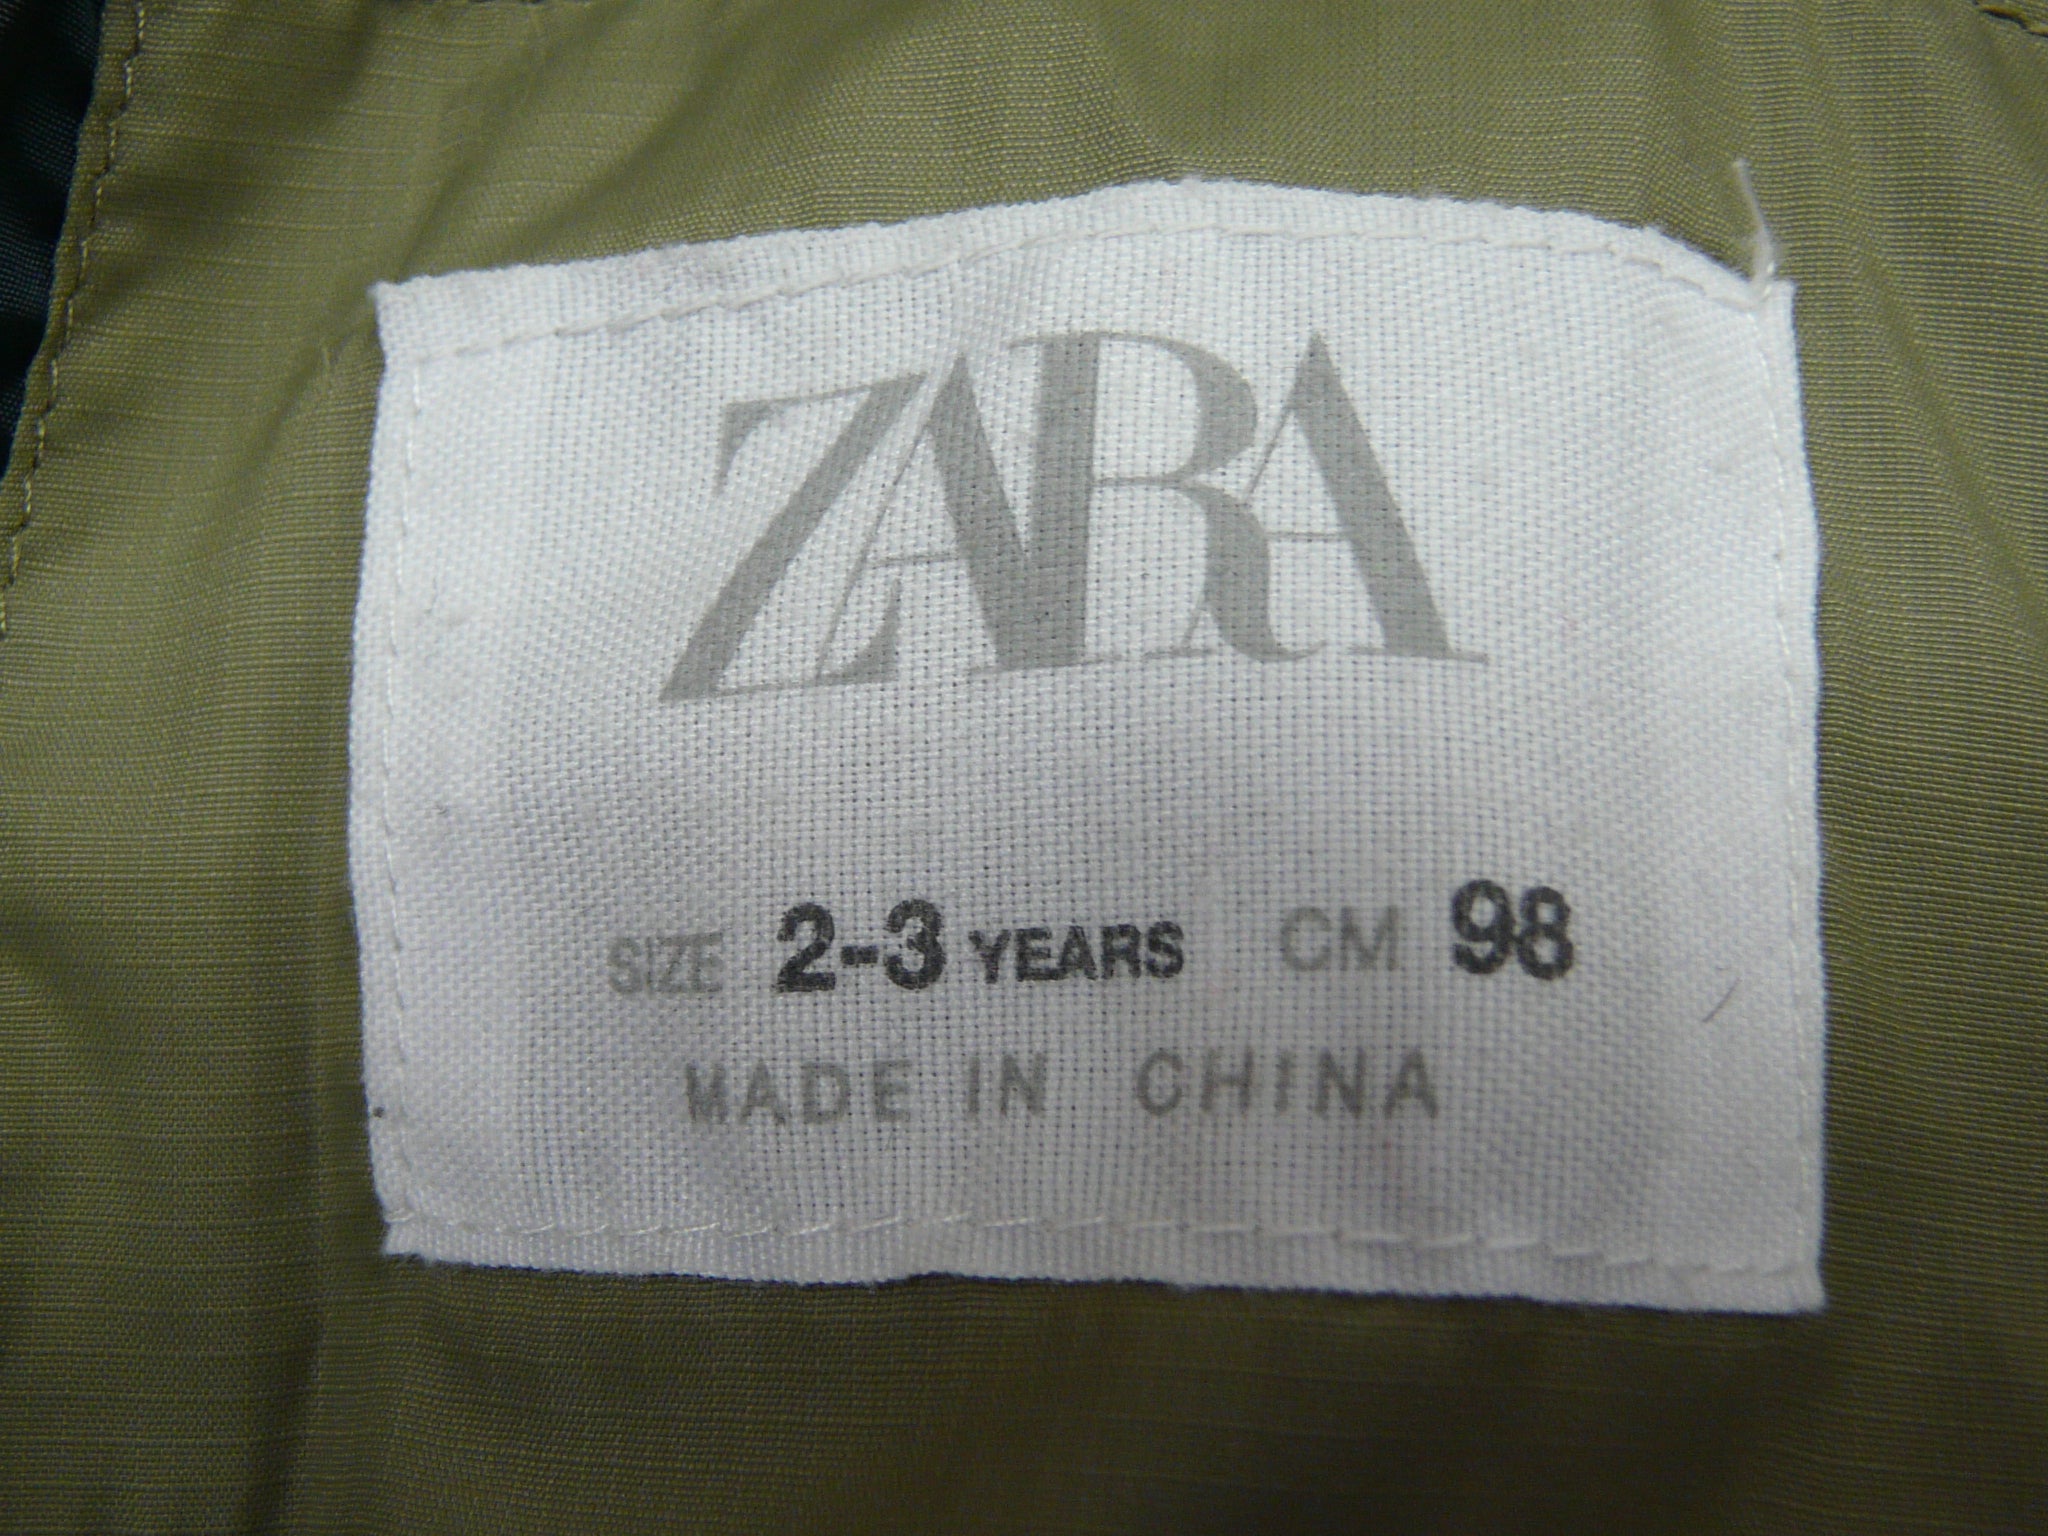 ZARA
SIZE 2-3 YEARS CM 98
MADE IN CHINA